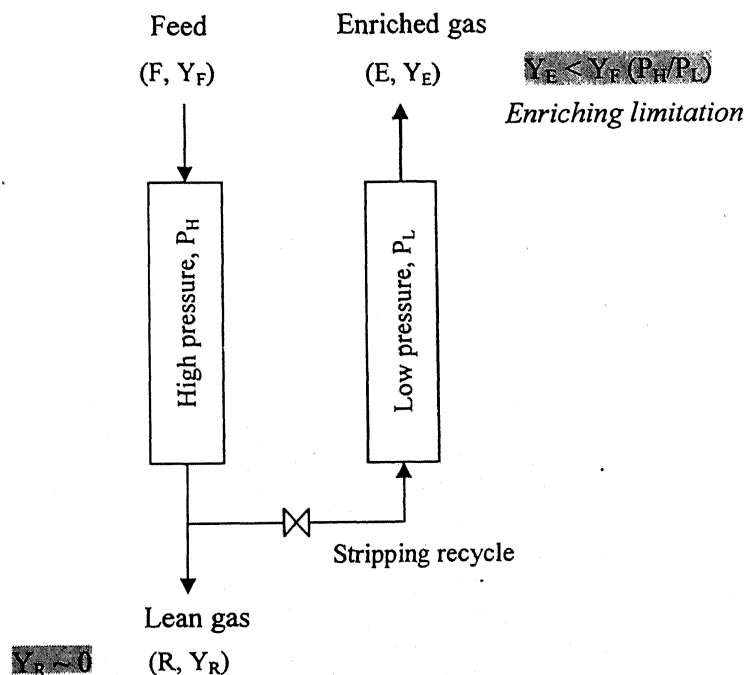 Feed
(F, Y_F)
Enriched gas
(E, Y_E)
Y_E < Y_F (P_H/P_L)
Enriching limitation
High pressure, P_H
Low pressure, P_L
Stripping recycle
Lean gas
Y_R ~ 0
(R, Y_R)